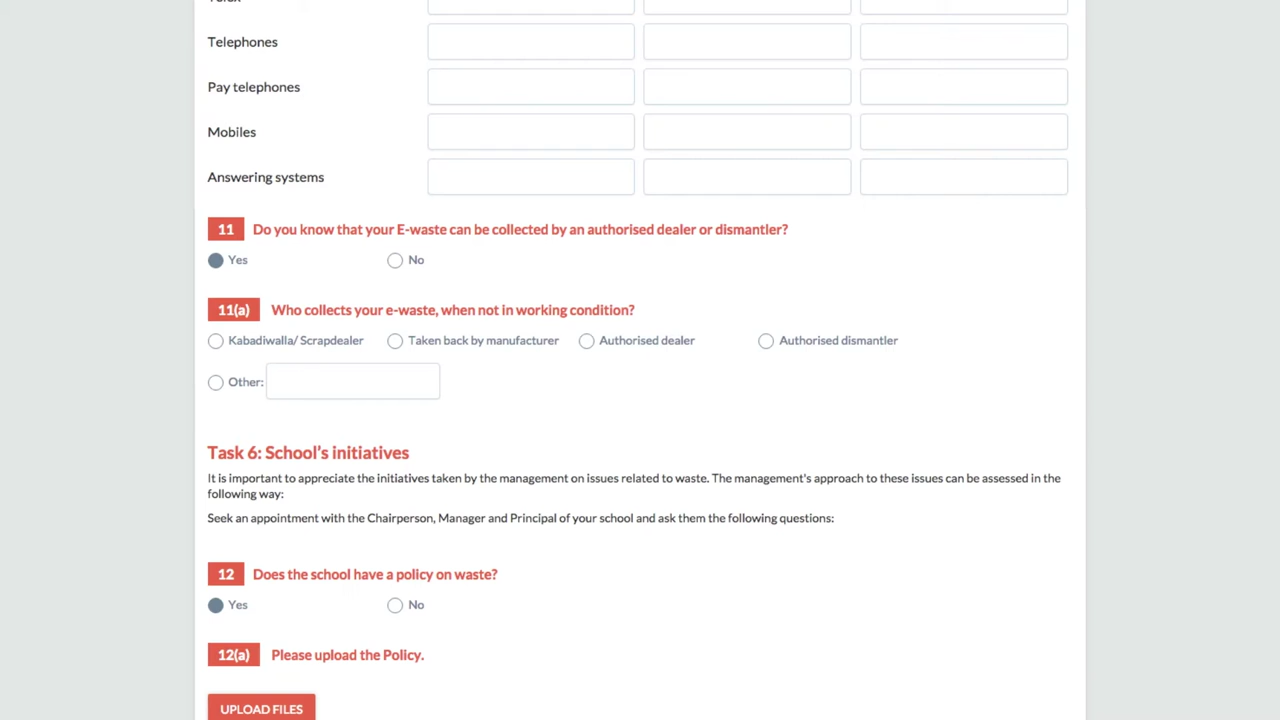 Telephones
Pay telephones
Mobiles
Answering systems
11 Do you know that your E-waste can be collected by an authorised dealer or dismantler?
Yes No
11(a) Who collects your e-waste, when not in working condition?
Kabadiwalla/ Scrapdealer Taken back by manufacturer Authorised dealer Authorised dismantler
Other:
Task 6: School's initiatives
It is important to appreciate the initiatives taken by the management on issues related to waste. The management's approach to these issues can be assessed in the
following way:
Seek an appointment with the Chairperson, Manager and Principal of your school and ask them the following questions:
12 Does the school have a policy on waste?
Yes No
12(a) Please upload the Policy.
UPLOAD FILES